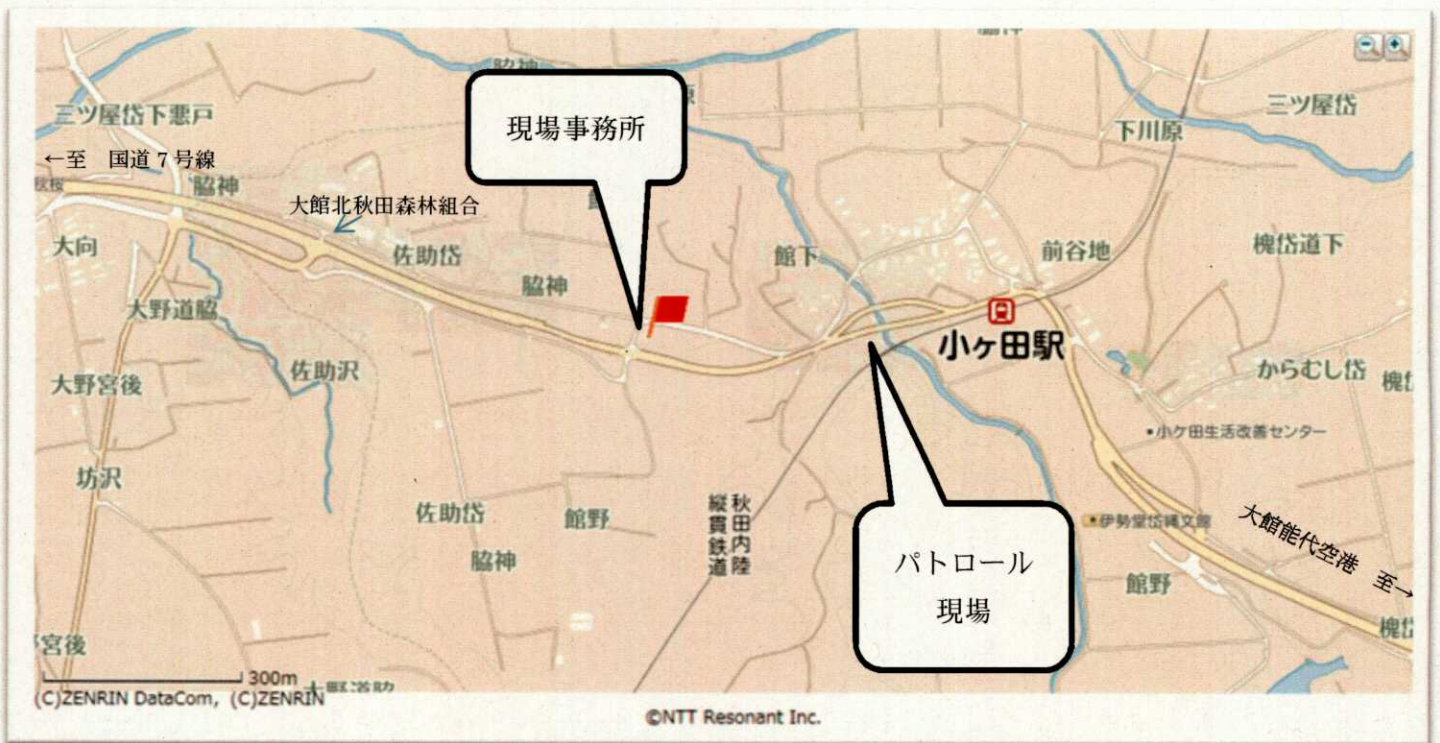 脇神
三ツ屋岱下悪戸
現場事務所
下川原
三ツ屋岱
←至 国道7号線
脇神
大館北秋田森林組合
大向
佐助岱
館下
前谷地
槐岱道下
脇神
大野道脇
小ヶ田駅
佐助沢
大野宮後
からむし岱
•小ケ田生活改善センター
坊沢
佐助岱
館野
秋田内陸
縦貫鉄道
伊勢堂岱縄文館
大館能代空港 至→
脇神
パトロール
現場
館野
宮後
300m
(C)ZENRIN DataCom, (C)ZENRIN
©NTT Resonant Inc.